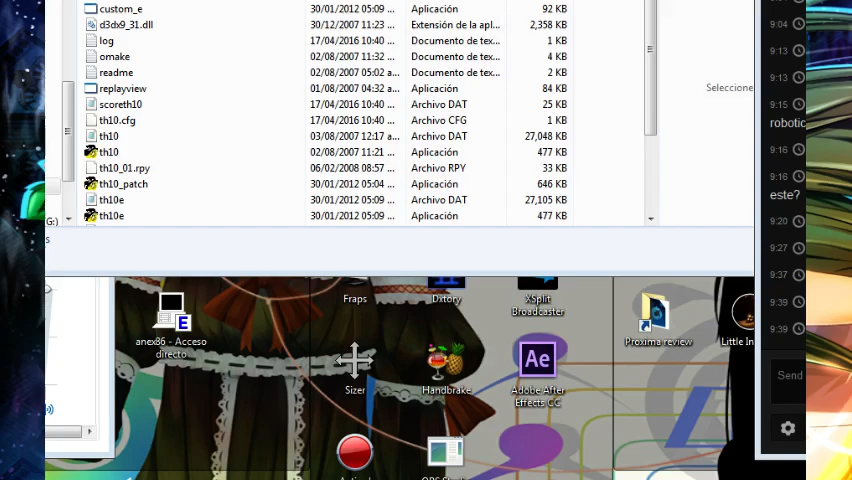 custom_e 30/01/2012 05:09 ... Aplicación 92 KB
d3dx9_31.dll 30/12/2007 11:23 ... Extensión de la apl... 2,358 KB
log 17/04/2016 10:40 ... Documento de tex... 1 KB
omake 02/08/2007 11:32 ... Documento de tex... 4 KB
readme 02/08/2007 05:02 a... Documento de tex... 2 KB
replayview 01/08/2007 04:32 a... Aplicación 84 KB
scoreth10 17/04/2016 10:40 ... Archivo DAT 25 KB
th10.cfg 17/04/2016 10:40 ... Archivo CFG 1 KB
th10 03/08/2007 12:17 a... Archivo DAT 27,048 KB
th10 02/08/2007 11:21 ... Aplicación 477 KB
th10_01.rpy 06/02/2008 08:57 ... Archivo RPY 33 KB
th10_patch 30/01/2012 05:04 ... Aplicación 646 KB
th10e 30/01/2012 05:09 ... Archivo DAT 27,105 KB
th10e 30/01/2012 05:09 ... Aplicación 477 KB
Seleccione
G:)
s
9:04
9:13
9:13
9:15
robotic
9:16
9:16
este?
9:20
9:27
9:37
9:39
9:39
Send
Fraps
Dxtory
XSplit
Broadcaster
anex86 - Acceso
directo
E
Proxima review
Little In
Sizer
Handbrake
Ae
Adobe After
Effects CC